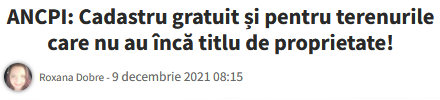 ANCPI: Cadastru gratuit și pentru terenurile
care nu au încă titlu de proprietate!
Roxana Dobre - 9 decembrie 2021 08:15